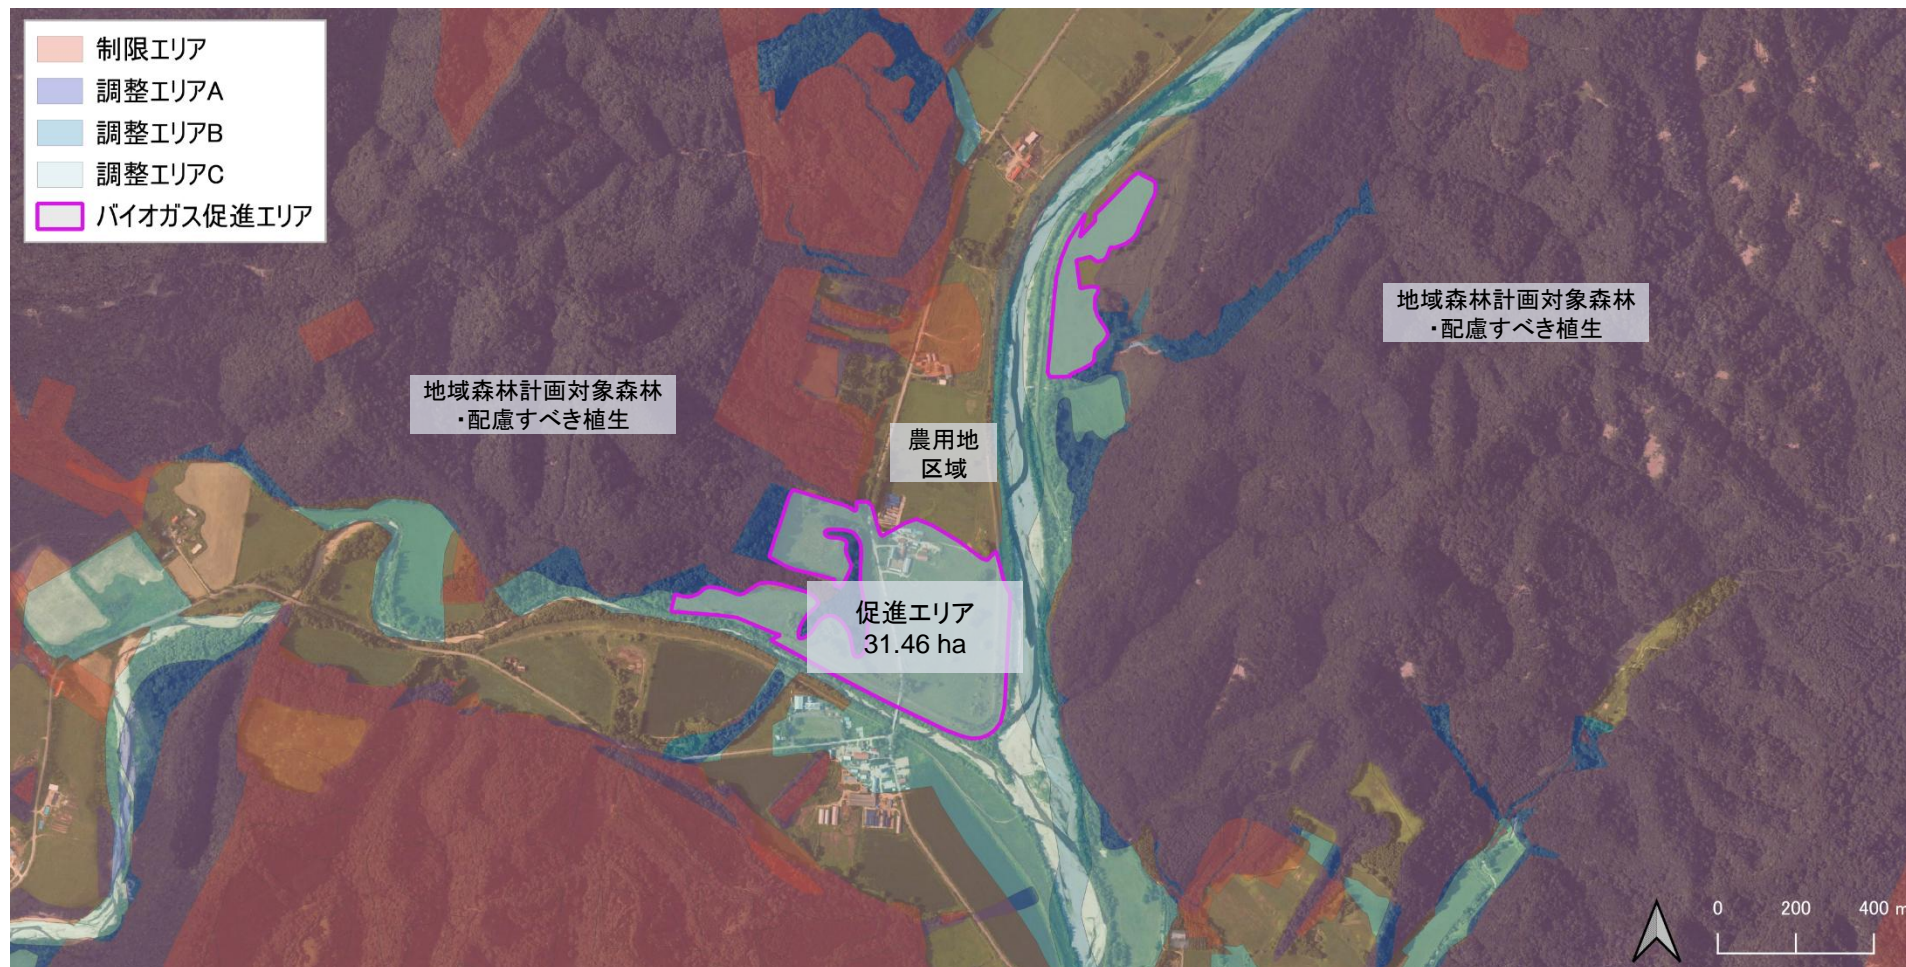 制限エリア
調整エリアA
調整エリアB
調整エリアC
バイオガス促進エリア
地域森林計画対象森林
・配慮すべき植生
地域森林計画対象森林
・配慮すべき植生
農用地
区域
促進エリア
31.46 ha
0 200 400 m